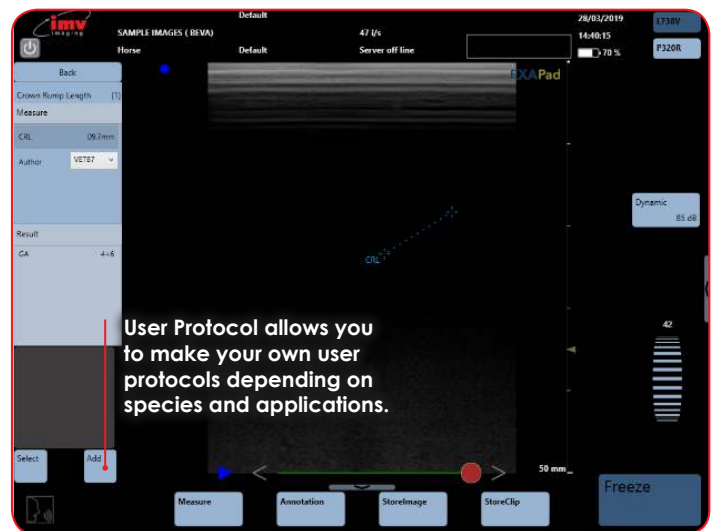 imv
imaging
SAMPLE IMAGES ( BEVA)
Default
47 I/s
28/03/2019
14:40:15
L738V
Horse
Default
Server off line
70 %
P320R
Back
EXAPad
Crown Rump Length (1)
Measure
CRL 09.7mm
Author VET87
Dynamic
85 dB
Result
GA 4+6
CRL
42
User Protocol allows you
to make your own user
protocols depending on
species and applications.
Select
Add
50 mm
Freeze
Measure
Annotation
StoreImage
StoreClip